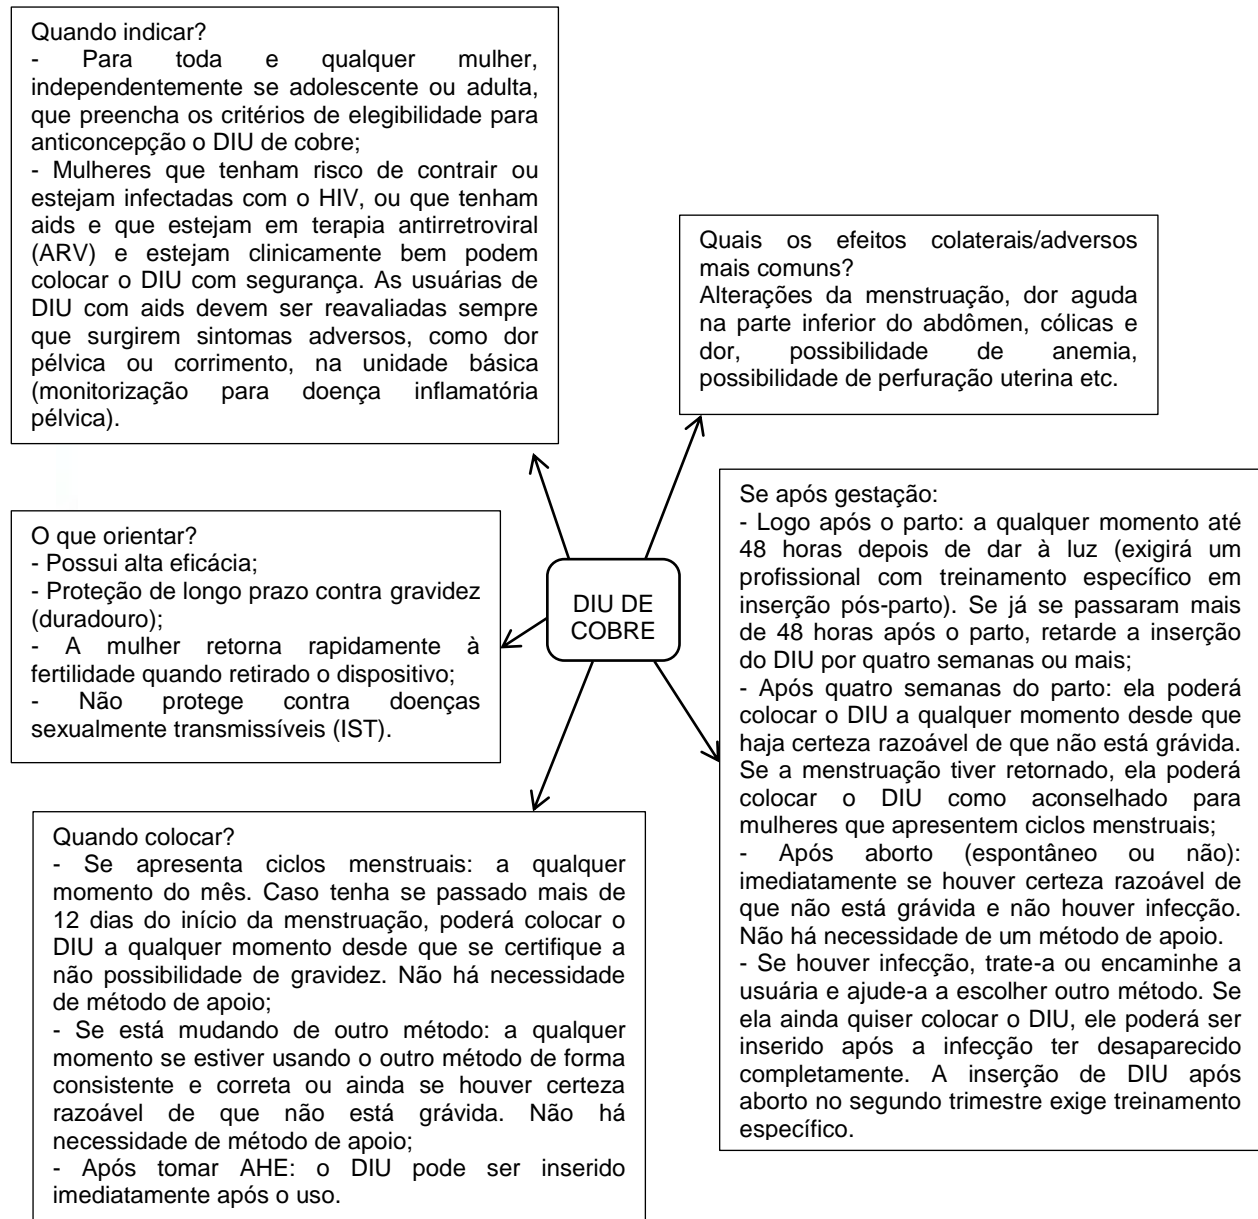 Quando indicar?
- Para toda e qualquer mulher,
independentemente se adolescente ou adulta,
que preencha os critérios de elegibilidade para
anticoncepção o DIU de cobre;
- Mulheres que tenham risco de contrair ou
estejam infectadas com o HIV, ou que tenham
aids e que estejam em terapia antirretroviral
(ARV) e estejam clinicamente bem podem
colocar o DIU com segurança. As usuárias de
DIU com aids devem ser reavaliadas sempre
que surgirem sintomas adversos, como dor
pélvica ou corrimento, na unidade básica
(monitorização para doença inflamatória
pélvica).
Quais os efeitos colaterais/adversos
mais comuns?
Alterações da menstruação, dor aguda
na parte inferior do abdômen, cólicas e
dor, possibilidade de anemia,
possibilidade de perfuração uterina etc.
O que orientar?
- Possui alta eficácia;
- Proteção de longo prazo contra gravidez
(duradouro);
- A mulher retorna rapidamente à
fertilidade quando retirado o dispositivo;
- Não protege contra doenças
sexualmente transmissíveis (IST).
DIU DE
COBRE
Se após gestação:
- Logo após o parto: a qualquer momento até
48 horas depois de dar à luz (exigirá um
profissional com treinamento específico em
inserção pós-parto). Se já se passaram mais
de 48 horas após o parto, retarde a inserção
do DIU por quatro semanas ou mais;
- Após quatro semanas do parto: ela poderá
colocar o DIU a qualquer momento desde que
haja certeza razoável de que não está grávida.
Se a menstruação tiver retornado, ela poderá
colocar o DIU como aconselhado para
mulheres que apresentem ciclos menstruais;
- Após aborto (espontâneo ou não):
imediatamente se houver certeza razoável de
que não está grávida e não houver infecção.
Não há necessidade de um método de apoio.
- Se houver infecção, trate-a ou encaminhe a
usuária e ajude-a a escolher outro método. Se
ela ainda quiser colocar o DIU, ele poderá ser
inserido após a infecção ter desaparecido
completamente. A inserção de DIU após
aborto no segundo trimestre exige treinamento
específico.
Quando colocar?
- Se apresenta ciclos menstruais: a qualquer
momento do mês. Caso tenha se passado mais de
12 dias do início da menstruação, poderá colocar o
DIU a qualquer momento desde que se certifique a
não possibilidade de gravidez. Não há necessidade
de método de apoio;
- Se está mudando de outro método: a qualquer
momento se estiver usando o outro método de forma
consistente e correta ou ainda se houver certeza
razoável de que não está grávida. Não há
necessidade de método de apoio;
- Após tomar AHE: o DIU pode ser inserido
imediatamente após o uso.